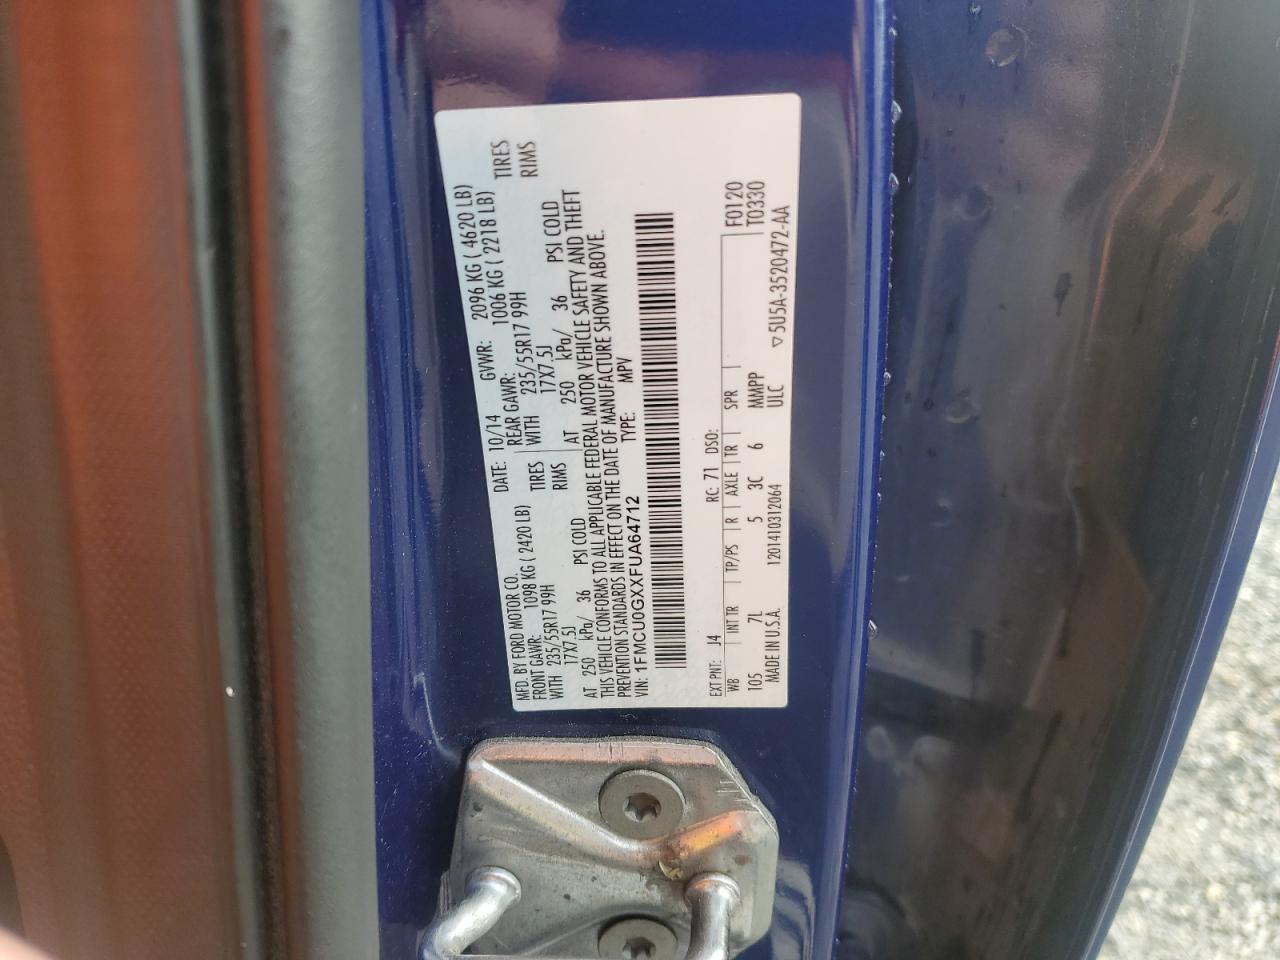 MFD. BY FORD MOTOR CO. DATE: 10/14 GVWR: 2096 KG ( 4620 LB)
FRONT GAWR: 1098 KG ( 2420 LB) REAR GAWR: 1006 KG ( 2218 LB)
WITH 235/55R17 99H TIRES WITH 235/55R17 99H TIRES
17X7.5J RIMS 17X7.5J RIMS
AT 250 kPa/ 36 PSI COLD AT 250 kPa/ 36 PSI COLD
THIS VEHICLE CONFORMS TO ALL APPLICABLE FEDERAL MOTOR VEHICLE SAFETY AND THEFT
PREVENTION STANDARDS IN EFFECT ON THE DATE OF MANUFACTURE SHOWN ABOVE.
VIN: 1FMCU0GXXFUA64712 TYPE: MPV
EXT PNT: J4 RC: 71 DSO: F0120
WB INT TR TP/PS R AXLE TR SPR T0330
105 7L 5 3C 6 MMPP
MADE IN U.S.A. 1201410312064 ULC ▽5U5A-3520472-AA